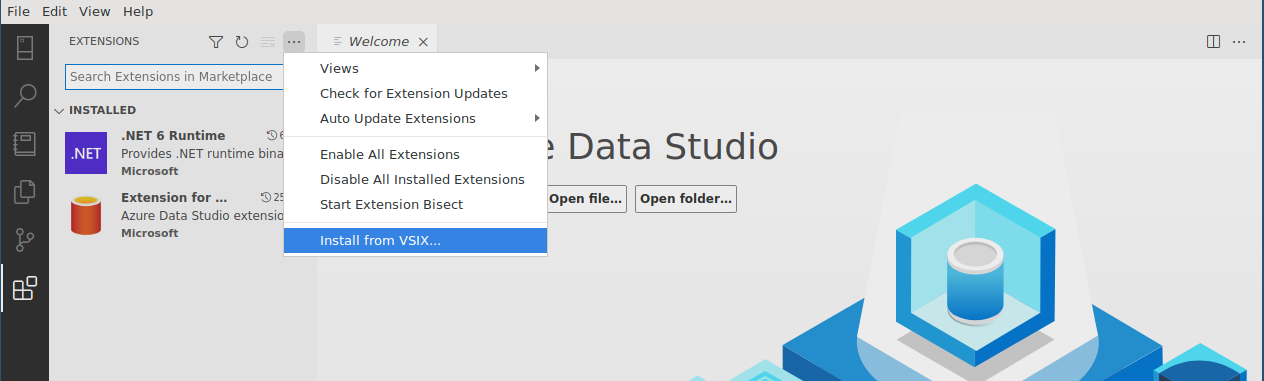 File Edit View Help
EXTENSIONS
Welcome
Search Extensions in Marketplace
INSTALLED
.NET
.NET 6 Runtime
Provides .NET runtime bina
Microsoft
Extension for ...
25
Azure Data Studio extensio
Microsoft
Views
Check for Extension Updates
Auto Update Extensions
Enable All Extensions
Disable All Installed Extensions
Start Extension Bisect
Install from VSIX...
e Data Studio
Open file... Open folder...